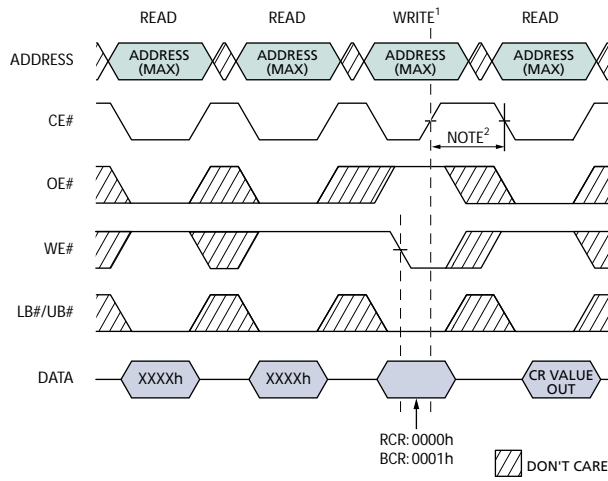 READ READ WRITE1 READ
ADDRESS
ADDRESS (MAX)
ADDRESS (MAX)
ADDRESS (MAX)
ADDRESS (MAX)
CE#
NOTE2
OE#
WE#
LB#/UB#
DATA
XXXXh
XXXXh
CR VALUE OUT
RCR: 0000h
BCR: 0001h
DON'T CARE